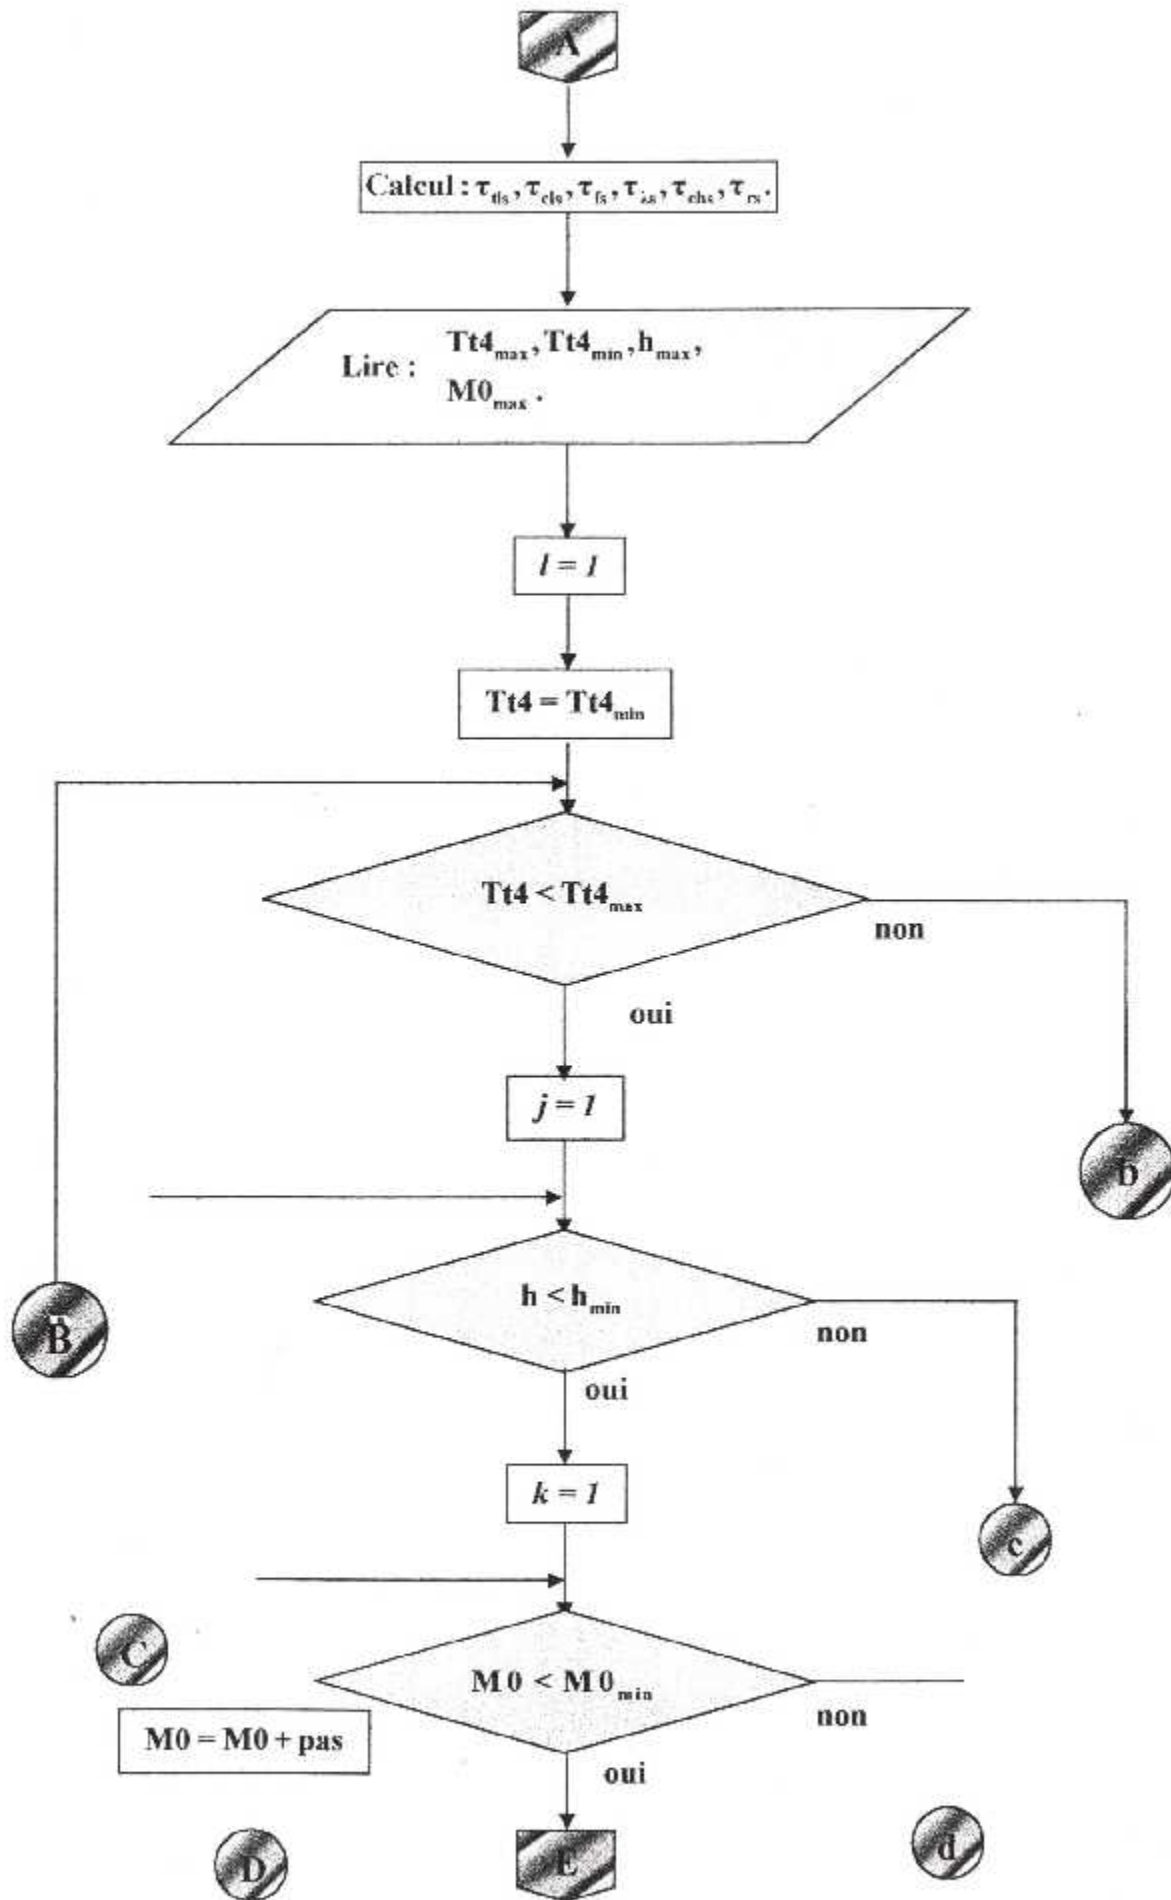 A
Calcul : τtls, τcls, τfs, τλs, τchs, τrs.
Lire : Tt4max, Tt4min, hmax,
M0max.
l = 1
Tt4 = Tt4min
Tt4 < Tt4max
non
oui
j = 1
b
h < hmin
B
non
oui
k = 1
c
C
M0 < M0min
non
M0 = M0 + pas
oui
D
E
d